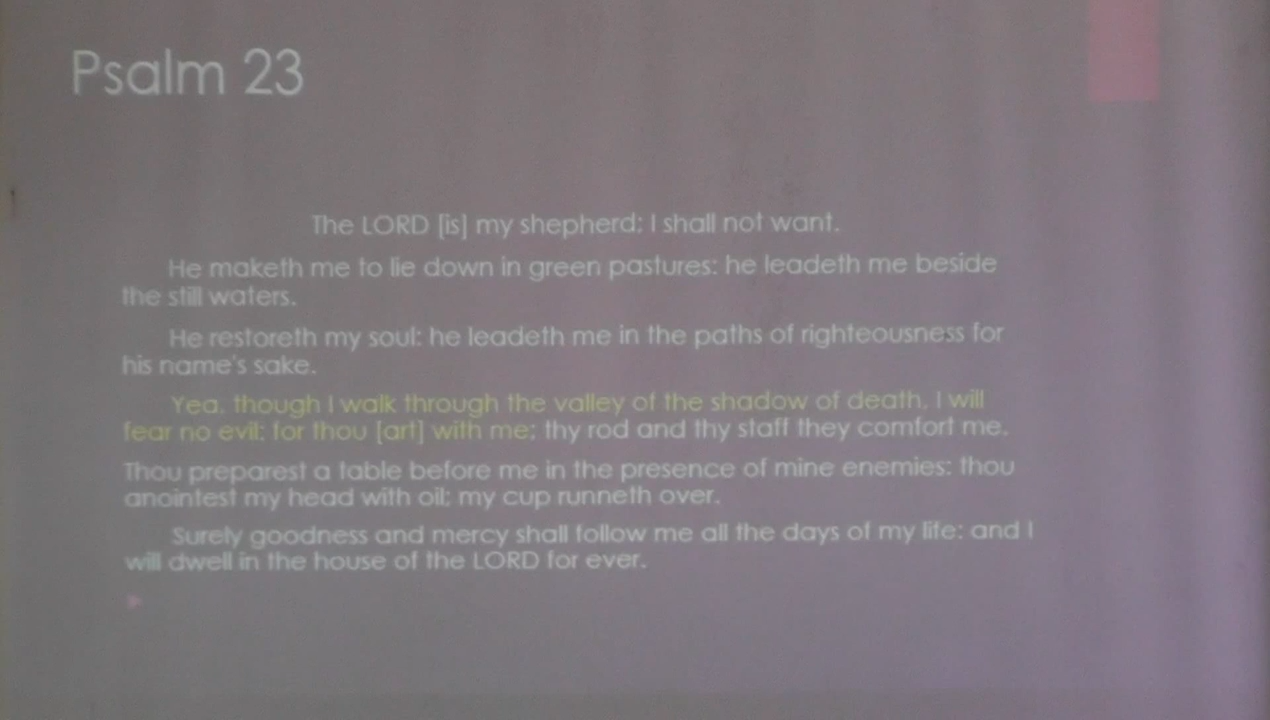 Psalm 23
The LORD [is] my shepherd; I shall not want.
He maketh me to lie down in green pastures: he leadeth me beside
the still waters.
He restoreth my soul: he leadeth me in the paths of righteousness for
his name's sake.
Yea, though I walk through the valley of the shadow of death, I will
fear no evil: for thou [art] with me; thy rod and thy staff they comfort me.
Thou preparest a table before me in the presence of mine enemies: thou
anointest my head with oil; my cup runneth over.
Surely goodness and mercy shall follow me all the days of my life: and I
will dwell in the house of the LORD for ever.